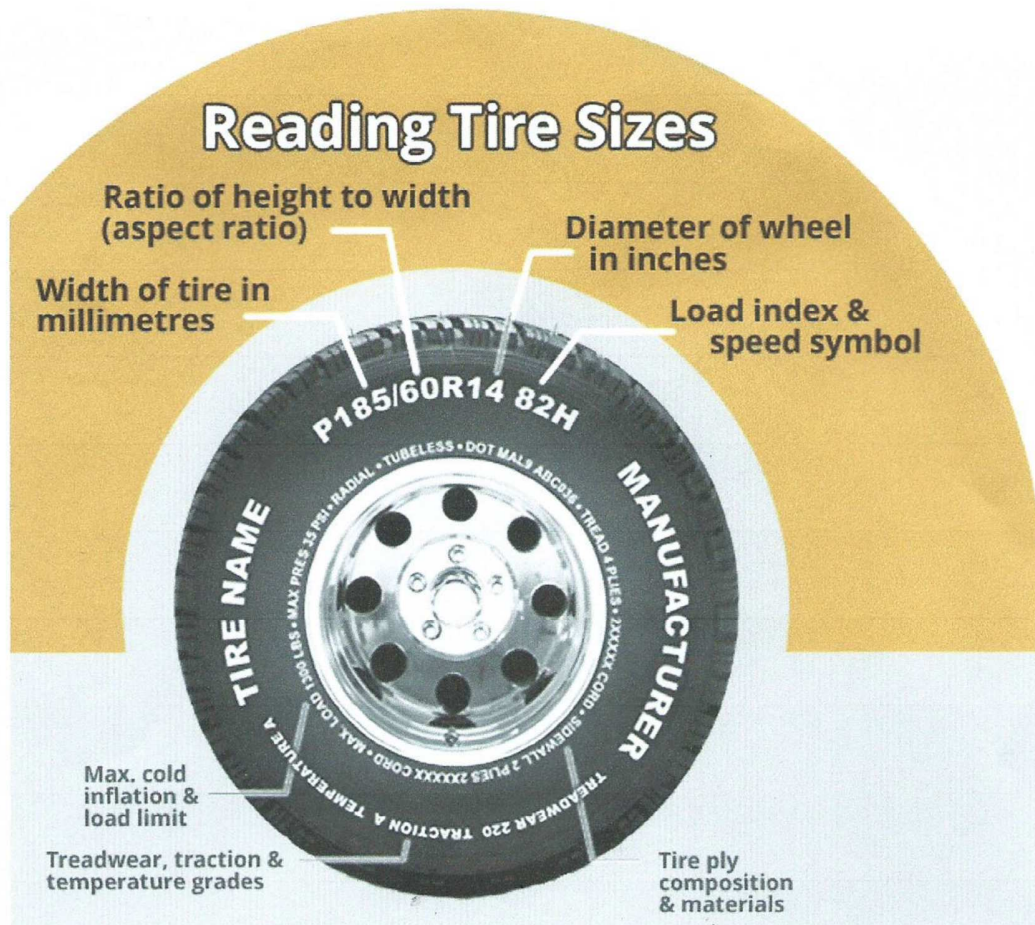 Reading Tire Sizes
Ratio of height to width
(aspect ratio)
Diameter of wheel
in inches
Width of tire in
millimetres
Load index &
speed symbol
P185/60R14 82H
TIRE NAME
MANUFACTURER
MAX. LOAD 1300 LBS • MAX PRES 35 PSI • RADIAL • TUBELESS • DOT MAL9 ABC036 • TREAD 4 PLIES • 2XXXXX CORD • SIDEWALL 2 PLIES 2XXXXX CORD •
TREADWEAR 220 TRACTION A TEMPERATURE A
Max. cold
inflation &
load limit
Treadwear, traction &
temperature grades
Tire ply
composition
& materials